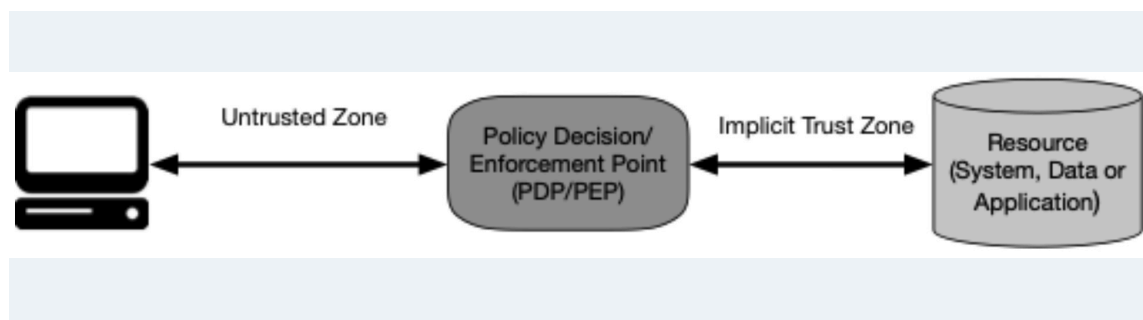 Untrusted Zone
Policy Decision/
Enforcement Point
(PDP/PEP)
Implicit Trust Zone
Resource
(System, Data or
Application)